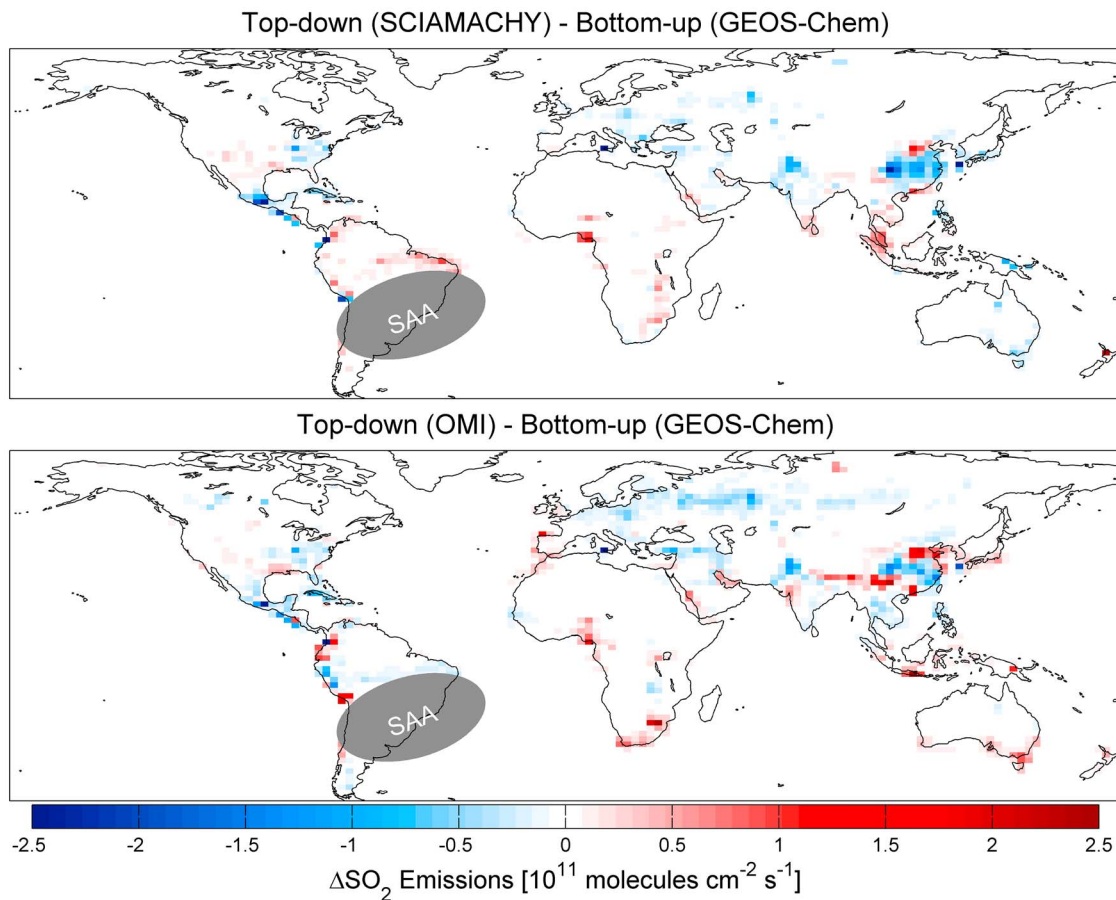 Top-down (SCIAMACHY) - Bottom-up (GEOS-Chem)
SAA
Top-down (OMI) - Bottom-up (GEOS-Chem)
SAA
-2.5 -2 -1.5 -1 -0.5 0 0.5 1 1.5 2 2.5
ΔSO₂ Emissions [10¹¹ molecules cm⁻² s⁻¹]